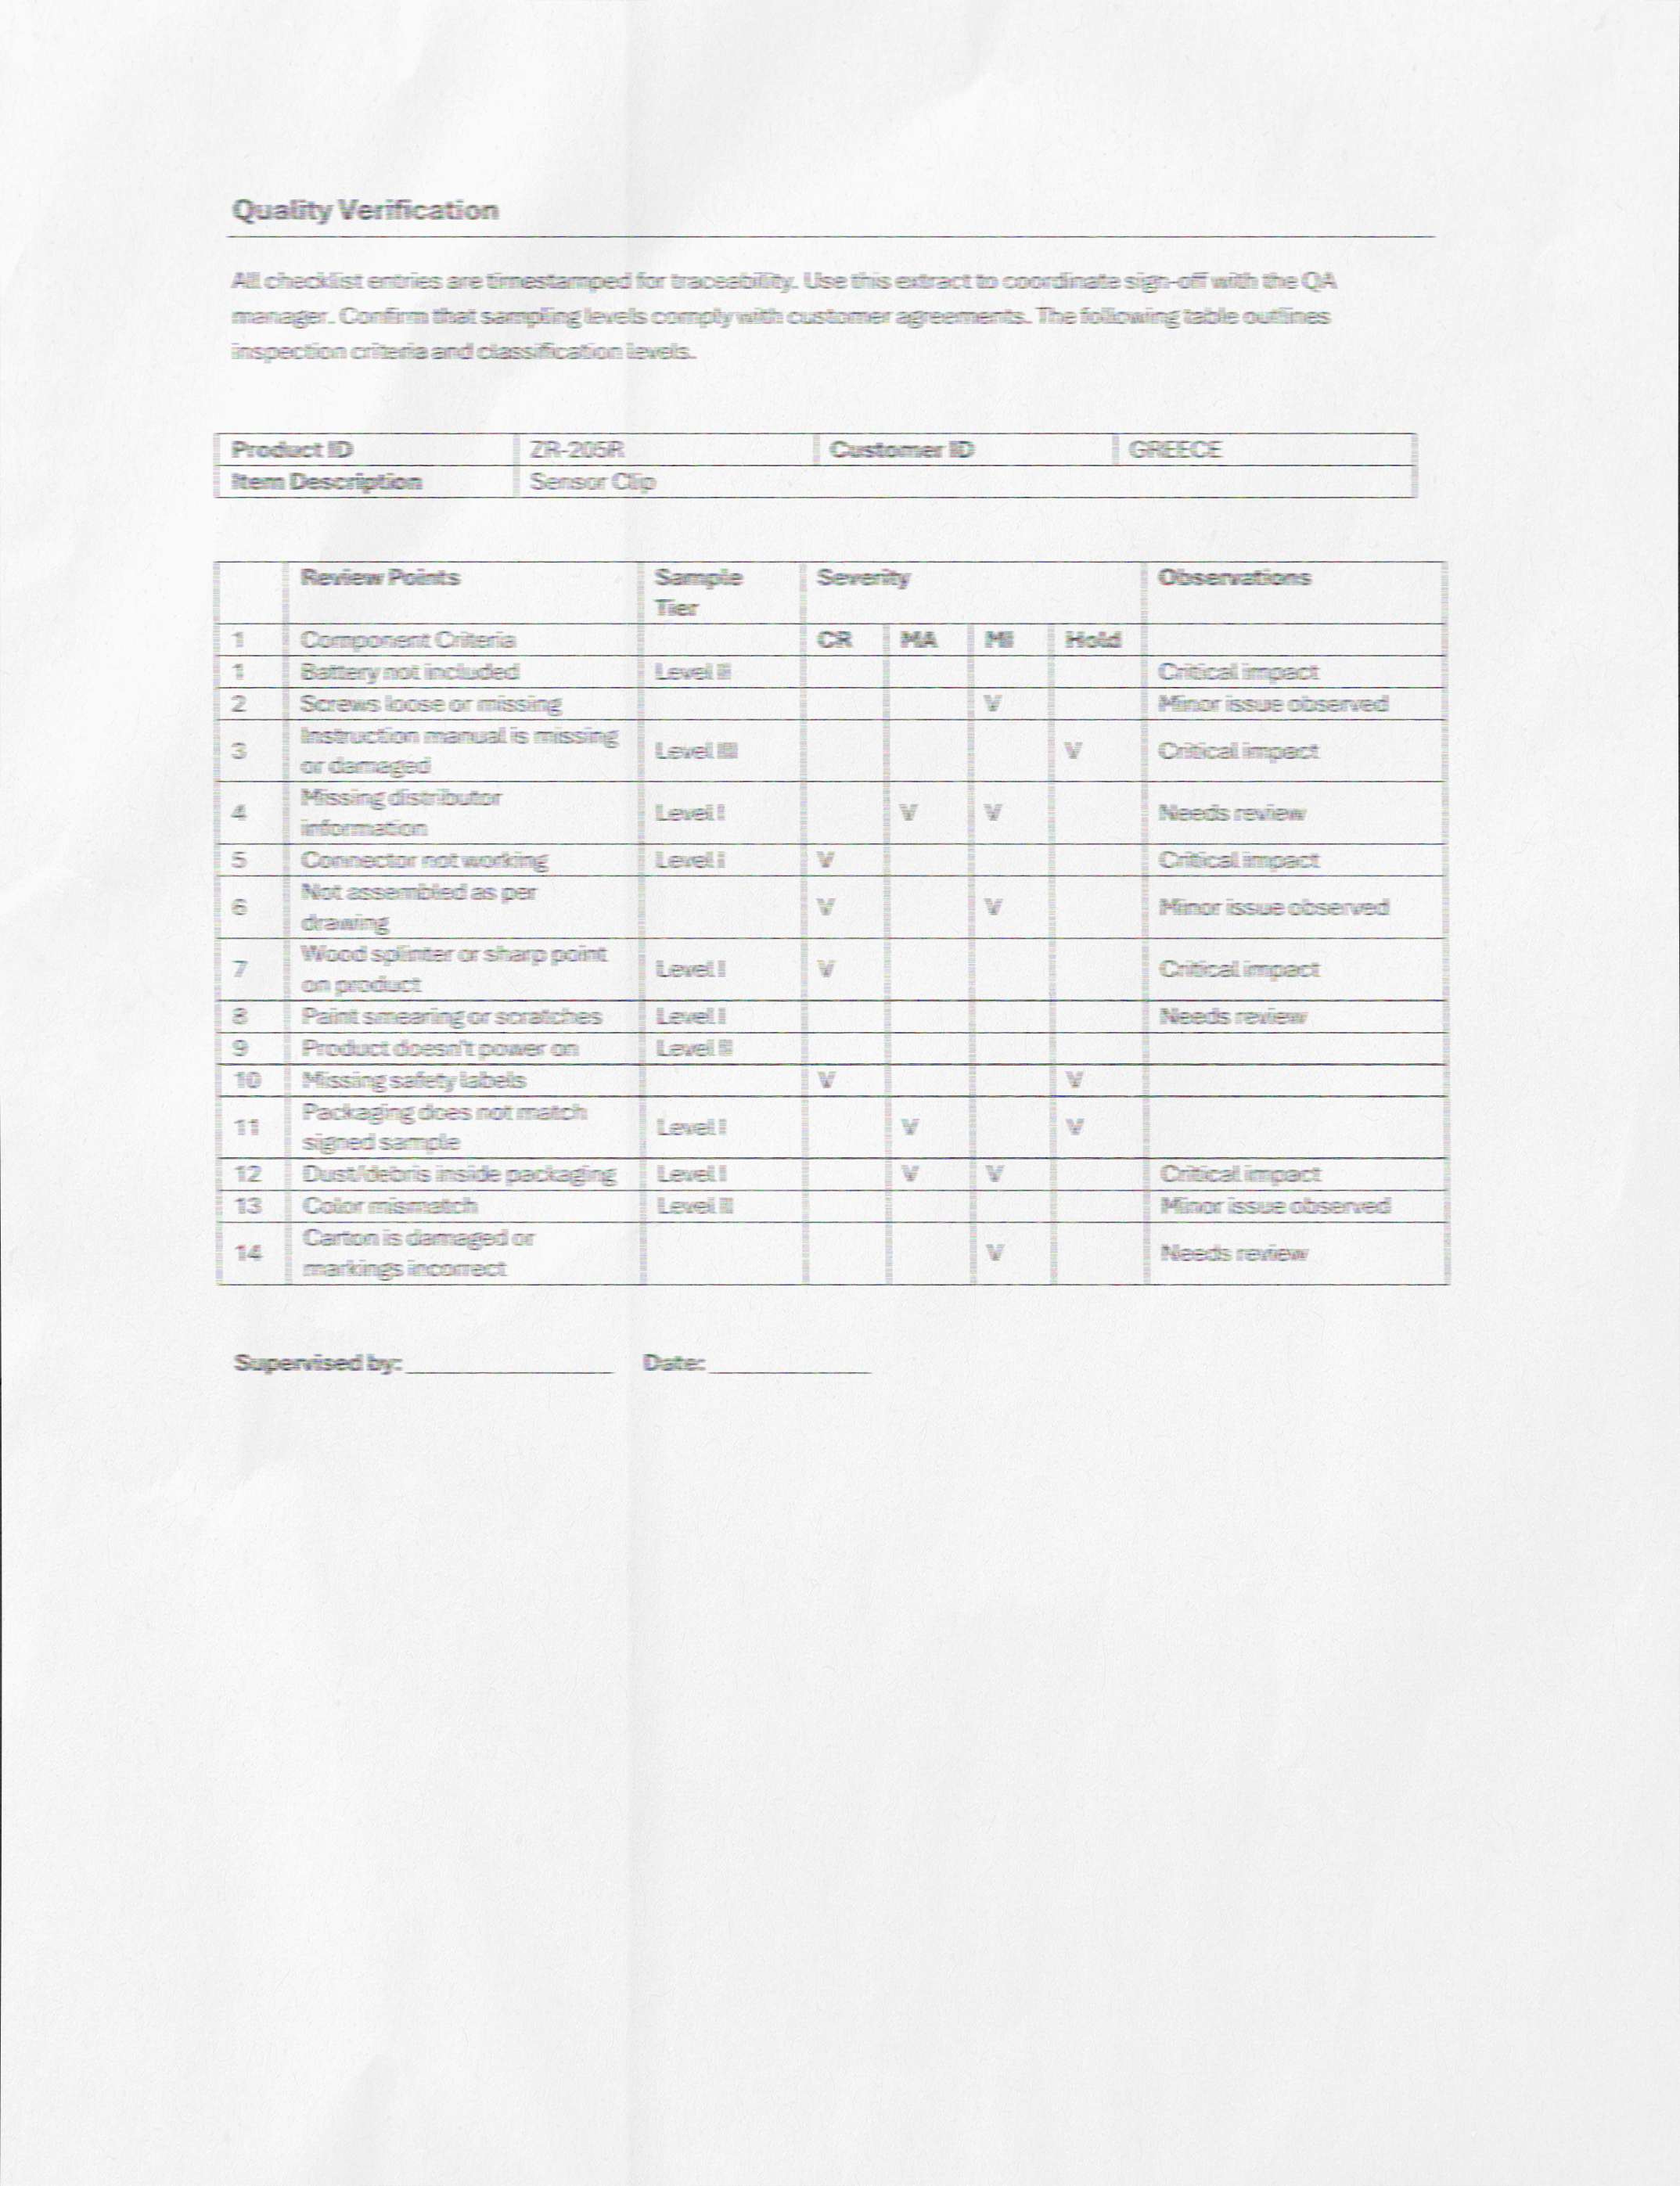 Quality Verification
All checklist entries are timestamped for traceability. Use this extract to coordinate sign-off with the QA
manager. Confirm that sampling levels comply with customer agreements. The following table outlines
inspection criteria and classification levels.
Product ID ZR-205R Customer ID GREECE
Item Description Sensor Clip
Review Points Sample Severity Observations
Tier
1 Component Criteria CR MA MI Hold
1 Battery not included Level II Critical impact
2 Screws loose or missing V Minor issue observed
Instruction manual is missing
3 Level III V Critical impact
or damaged
Missing distributor
4 Level I V V Needs review
information
5 Connector not working Level I V Critical impact
Not assembled as per
6 V V Minor issue observed
drawing
Wood splinter or sharp point
7 Level I V Critical impact
on product
8 Paint smearing or scratches Level I Needs review
9 Product doesn't power on Level
10 Missing safety labels V V
Packaging does not match
11 Level I V V
signed sample
12 Dust/debris inside packaging Level I V V Critical impact
13 Color mismatch Level Minor issue observed
Carton is damaged or
14 V Needs review
markings incorrect
Supervised by: Date: